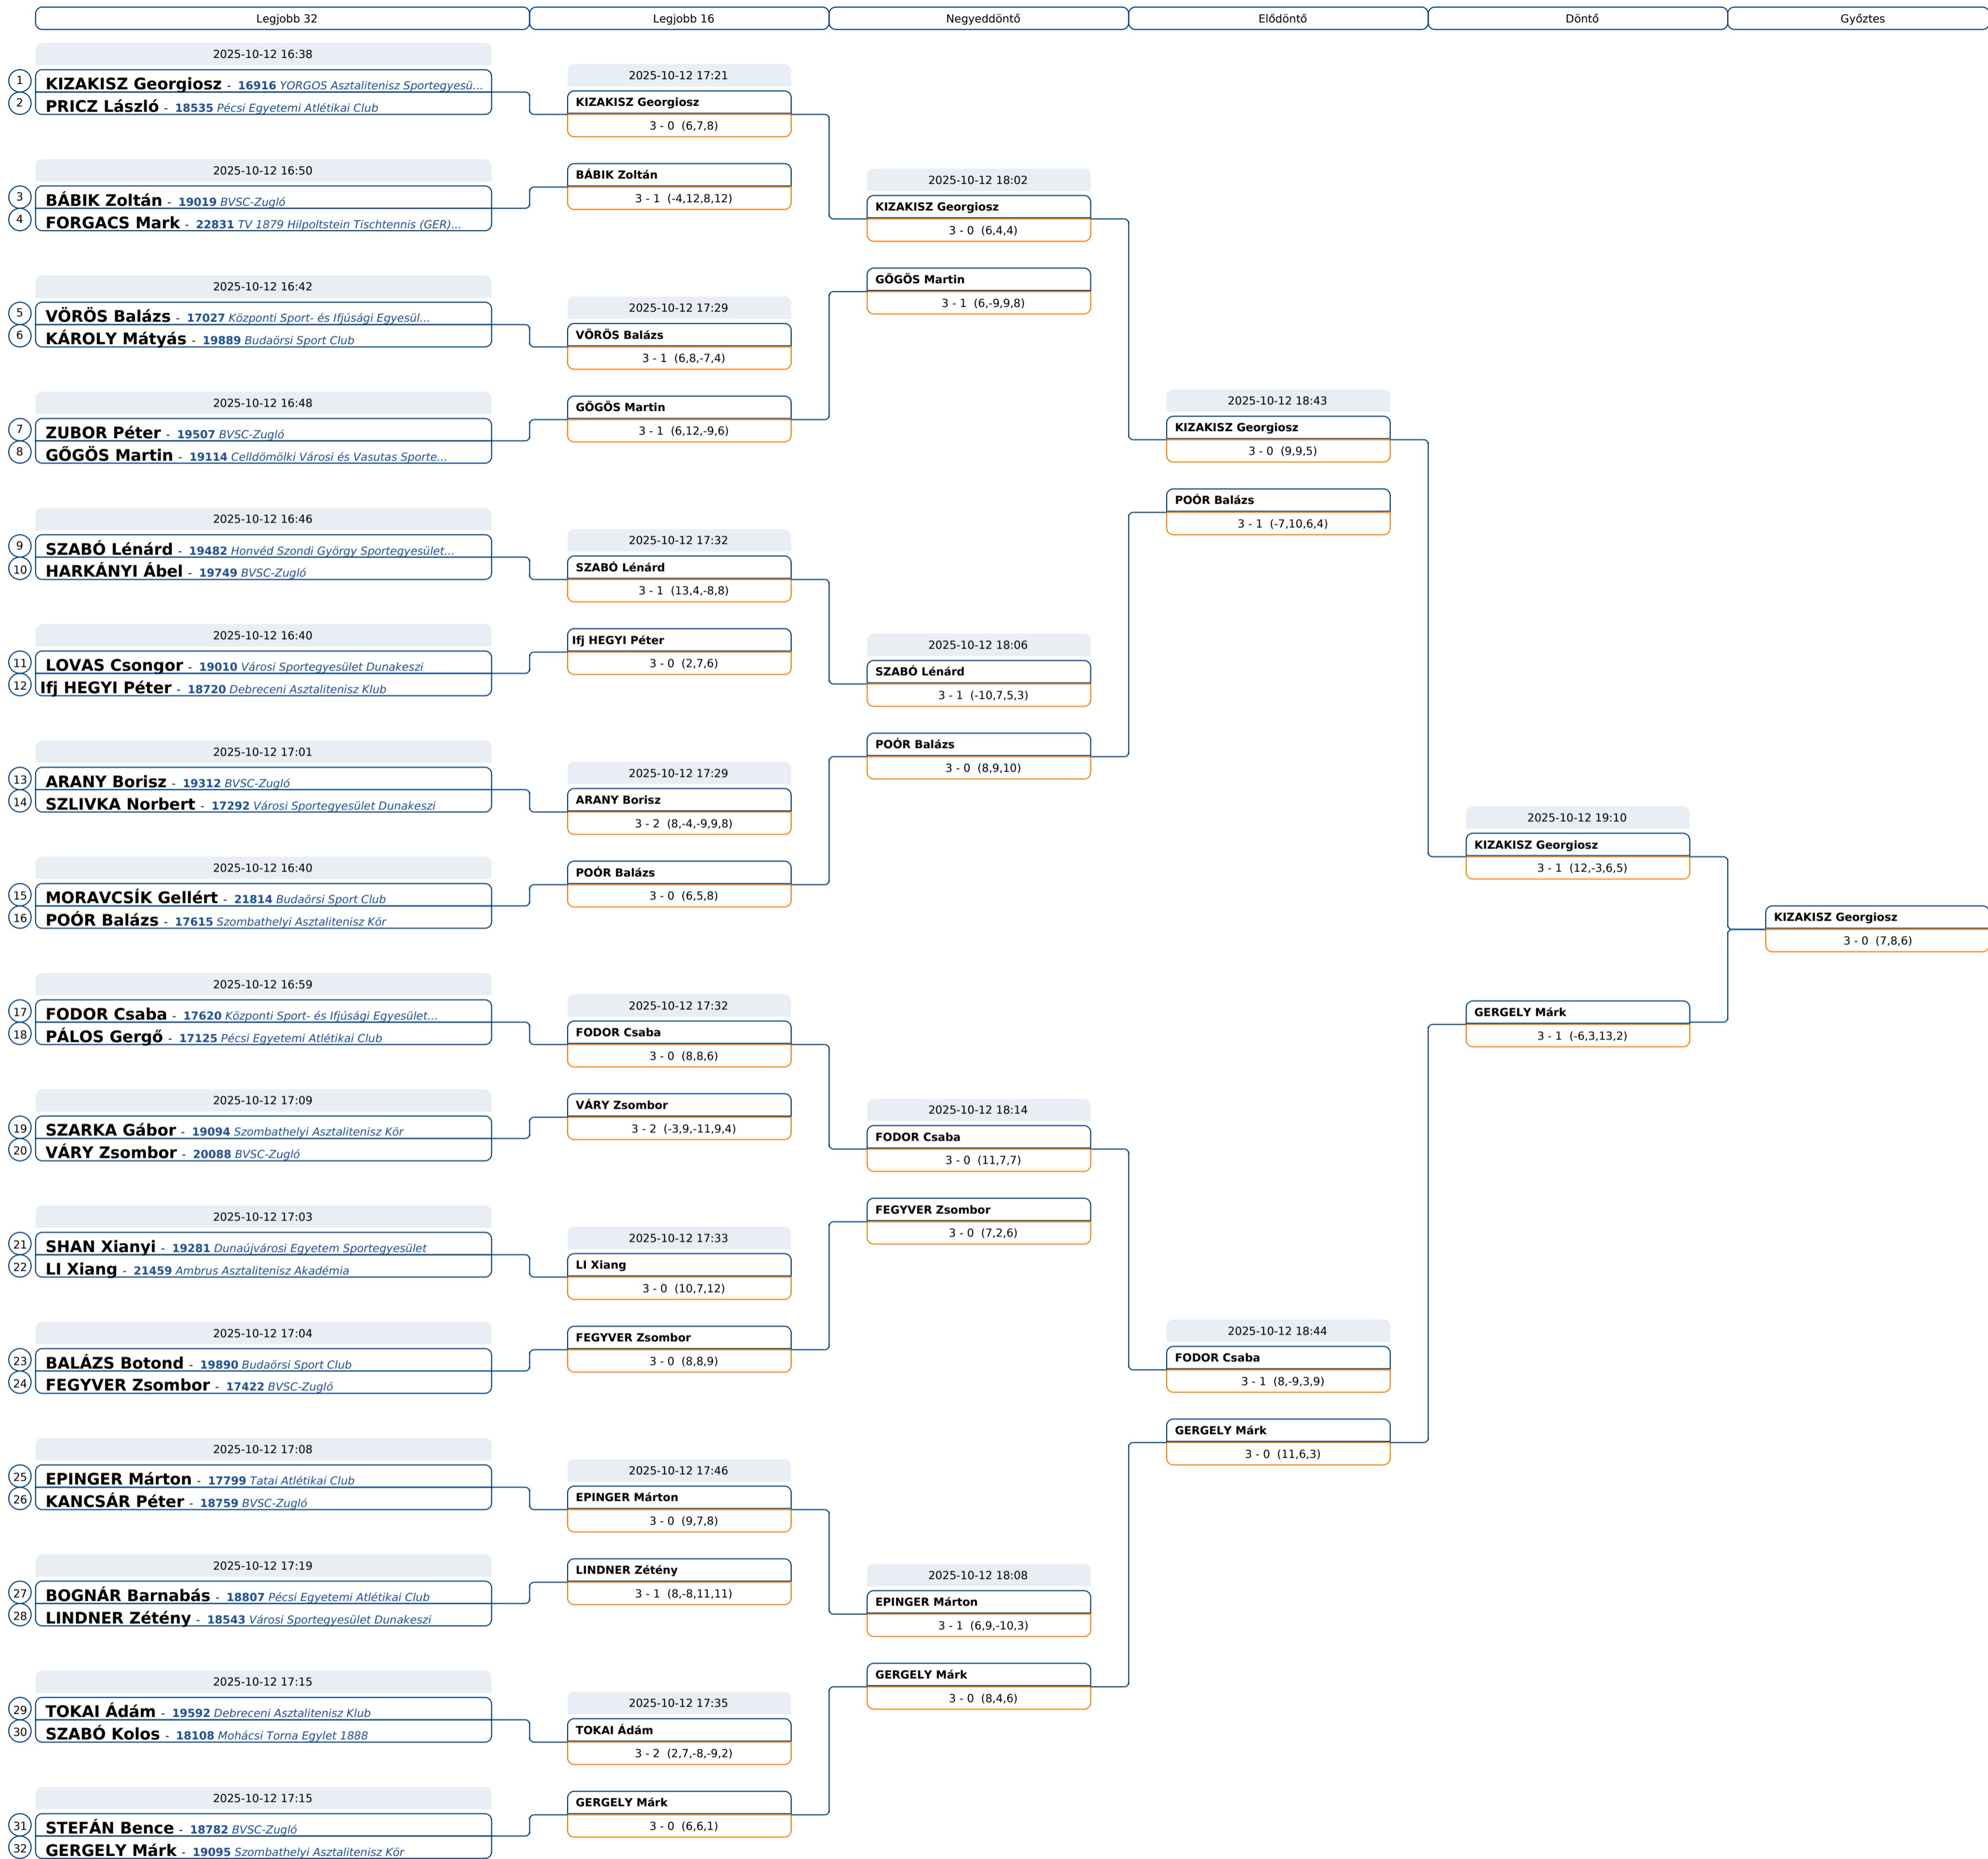 Legjobb 32
Legjobb 16
Negyeddöntő
Elődöntő
Döntő
Győztes
2025-10-12 16:38
1 KIZAKISZ Georgiosz - 16916 YORGOS Asztalitenisz Sportegyesü...
2 PRICZ László - 18535 Pécsi Egyetemi Atlétikai Club
2025-10-12 16:50
3 BÁBIK Zoltán - 19019 BVSC-Zugló
4 FORGACS Mark - 22831 TV 1879 Hilpoltstein Tischtennis (GER)...
2025-10-12 16:42
5 VÖRÖS Balázs - 17027 Központi Sport- és Ifjúsági Egyesül...
6 KÁROLY Mátyás - 19889 Budaörsi Sport Club
2025-10-12 16:48
7 ZUBOR Péter - 19507 BVSC-Zugló
8 GŐGÖS Martin - 19114 Celldömölki Városi és Vasutas Sporte...
2025-10-12 16:46
9 SZABÓ Lénárd - 19482 Honvéd Szondi György Sportegyesület...
10 HARKÁNYI Ábel - 19749 BVSC-Zugló
2025-10-12 16:40
11 LOVAS Csongor - 19010 Városi Sportegyesület Dunakeszi
12 Ifj HEGYI Péter - 18720 Debreceni Asztalitenisz Klub
2025-10-12 17:01
13 ARANY Borisz - 19312 BVSC-Zugló
14 SZLIVKA Norbert - 17292 Városi Sportegyesület Dunakeszi
2025-10-12 16:40
15 MORAVCSÍK Gellért - 21814 Budaörsi Sport Club
16 POÓR Balázs - 17615 Szombathelyi Asztalitenisz Kör
2025-10-12 16:59
17 FODOR Csaba - 17620 Központi Sport- és Ifjúsági Egyesület...
18 PÁLOS Gergő - 17125 Pécsi Egyetemi Atlétikai Club
2025-10-12 17:09
19 SZARKA Gábor - 19094 Szombathelyi Asztalitenisz Kör
20 VÁRY Zsombor - 20088 BVSC-Zugló
2025-10-12 17:03
21 SHAN Xianyi - 19281 Dunaújvárosi Egyetem Sportegyesület
22 LI Xiang - 21459 Ambrus Asztalitenisz Akadémia
2025-10-12 17:04
23 BALÁZS Botond - 19890 Budaörsi Sport Club
24 FEGYVER Zsombor - 17422 BVSC-Zugló
2025-10-12 17:08
25 EPINGER Márton - 17799 Tatai Atlétikai Club
26 KANCSÁR Péter - 18759 BVSC-Zugló
2025-10-12 17:19
27 BOGNÁR Barnabás - 18807 Pécsi Egyetemi Atlétikai Club
28 LINDNER Zétény - 18543 Városi Sportegyesület Dunakeszi
2025-10-12 17:15
29 TOKAI Ádám - 19592 Debreceni Asztalitenisz Klub
30 SZABÓ Kolos - 18108 Mohácsi Torna Egylet 1888
2025-10-12 17:15
31 STEFÁN Bence - 18782 BVSC-Zugló
32 GERGELY Márk - 19095 Szombathelyi Asztalitenisz Kör
2025-10-12 17:21
KIZAKISZ Georgiosz
3 - 0 (6,7,8)
BÁBIK Zoltán
3 - 1 (-4,12,8,12)
2025-10-12 17:29
VÖRÖS Balázs
3 - 1 (6,8,-7,4)
GŐGÖS Martin
3 - 1 (6,12,-9,6)
2025-10-12 17:32
SZABÓ Lénárd
3 - 1 (13,4,-8,8)
Ifj HEGYI Péter
3 - 0 (2,7,6)
2025-10-12 17:29
ARANY Borisz
3 - 2 (8,-4,-9,9,8)
POÓR Balázs
3 - 0 (6,5,8)
2025-10-12 17:32
FODOR Csaba
3 - 0 (8,8,6)
VÁRY Zsombor
3 - 2 (-3,9,-11,9,4)
2025-10-12 17:33
LI Xiang
3 - 0 (10,7,12)
FEGYVER Zsombor
3 - 0 (8,8,9)
2025-10-12 17:46
EPINGER Márton
3 - 0 (9,7,8)
LINDNER Zétény
3 - 1 (8,-8,11,11)
2025-10-12 17:35
TOKAI Ádám
3 - 2 (2,7,-8,-9,2)
GERGELY Márk
3 - 0 (6,6,1)
2025-10-12 18:02
KIZAKISZ Georgiosz
3 - 0 (6,4,4)
GŐGÖS Martin
3 - 1 (6,-9,9,8)
2025-10-12 18:06
SZABÓ Lénárd
3 - 1 (-10,7,5,3)
POÓR Balázs
3 - 0 (8,9,10)
2025-10-12 18:14
FODOR Csaba
3 - 0 (11,7,7)
FEGYVER Zsombor
3 - 0 (7,2,6)
2025-10-12 18:08
EPINGER Márton
3 - 1 (6,9,-10,3)
GERGELY Márk
3 - 0 (8,4,6)
2025-10-12 18:43
KIZAKISZ Georgiosz
3 - 0 (9,9,5)
POÓR Balázs
3 - 1 (-7,10,6,4)
2025-10-12 18:44
FODOR Csaba
3 - 1 (8,-9,3,9)
GERGELY Márk
3 - 0 (11,6,3)
2025-10-12 19:10
KIZAKISZ Georgiosz
3 - 1 (12,-3,6,5)
GERGELY Márk
3 - 1 (-6,3,13,2)
KIZAKISZ Georgiosz
3 - 0 (7,8,6)